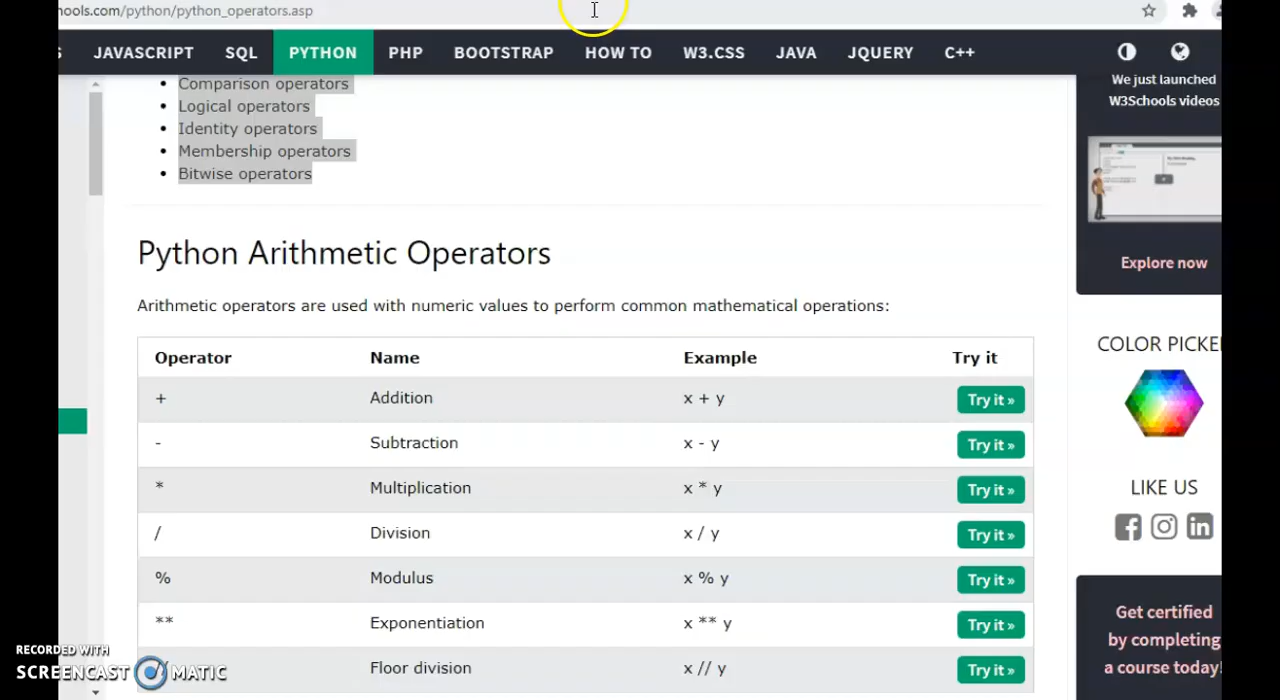 hools.com/python/python_operators.asp
S JAVASCRIPT SQL PYTHON PHP BOOTSTRAP HOW TO W3.CSS JAVA JQUERY C++
Comparison operators
Logical operators
Identity operators
Membership operators
Bitwise operators
Python Arithmetic Operators
Arithmetic operators are used with numeric values to perform common mathematical operations:
Operator Name Example Try it
+ Addition x + y Try it »
- Subtraction x - y Try it »
* Multiplication x * y Try it »
/ Division x / y Try it »
% Modulus x % y Try it »
** Exponentiation x ** y Try it »
Floor division x // y Try it »
We just launched
W3Schools videos
Explore now
COLOR PICKE
LIKE US
Get certified
by completing
a course today!
RECORDED WITH
SCREENCAST MATIC